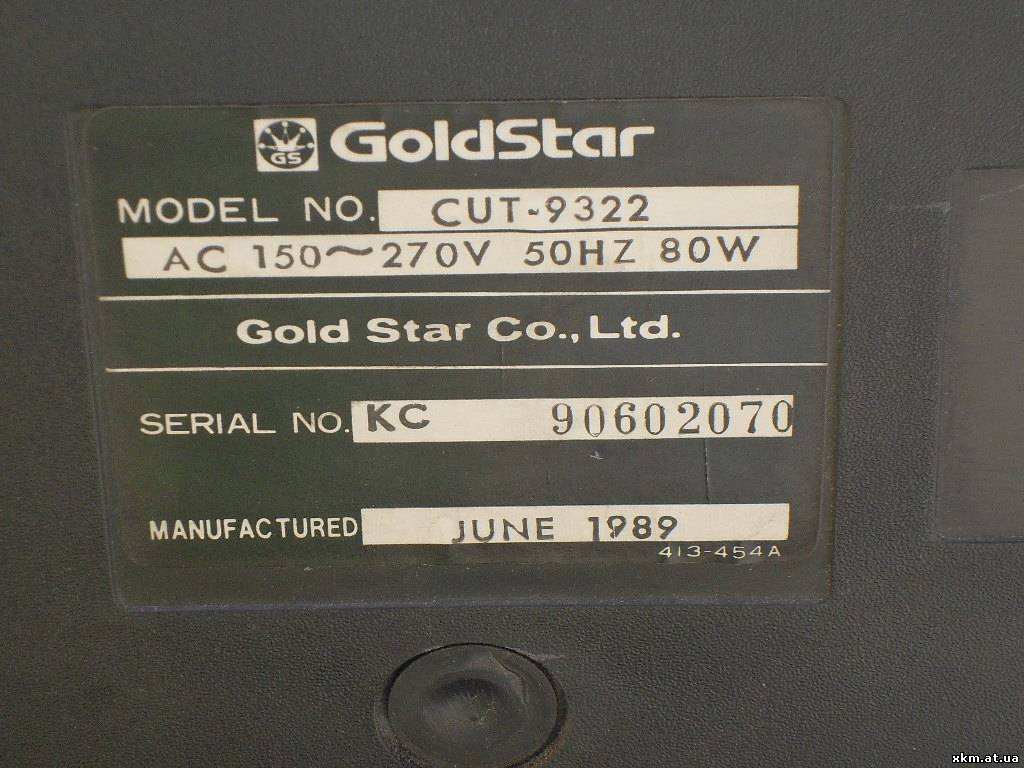 GS GoldStar
MODEL NO. CUT-9322
AC 150~270V 50HZ 80W
Gold Star Co., Ltd.
SERIAL NO. KC 90602070
MANUFACTURED JUNE 1989
413-454A
xkm.at.ua